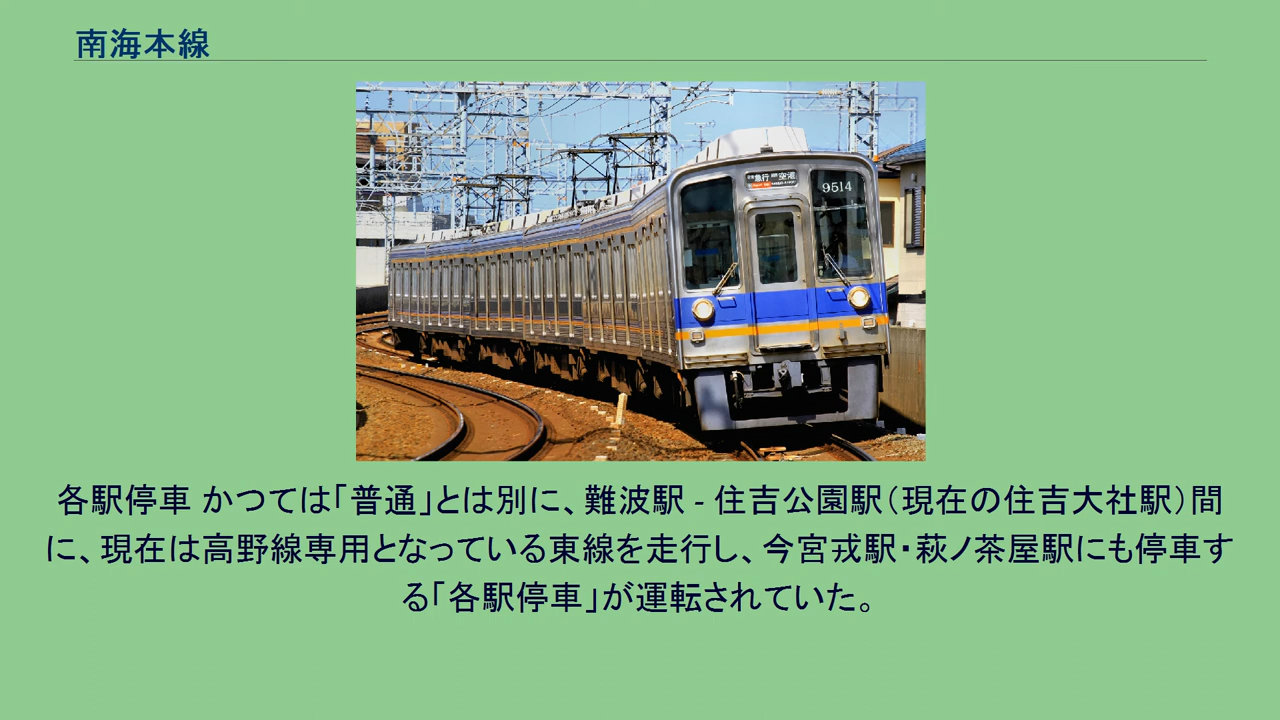 南海本線
急行 空港
9514
各駅停車 かつては｢普通｣とは別に、難波駅 - 住吉公園駅（現在の住吉大社駅）間
に、現在は高野線専用となっている東線を走行し、今宮戎駅・萩ノ茶屋駅にも停車す
る｢各駅停車｣が運転されていた。